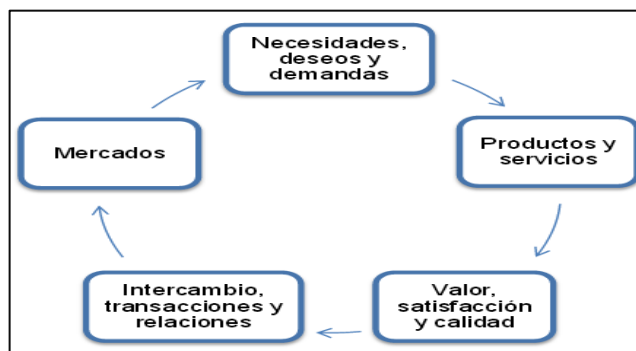 Necesidades,
deseos y
demandas
Productos y
servicios
Valor,
satisfacción
y calidad
Intercambio,
transacciones y
relaciones
Mercados